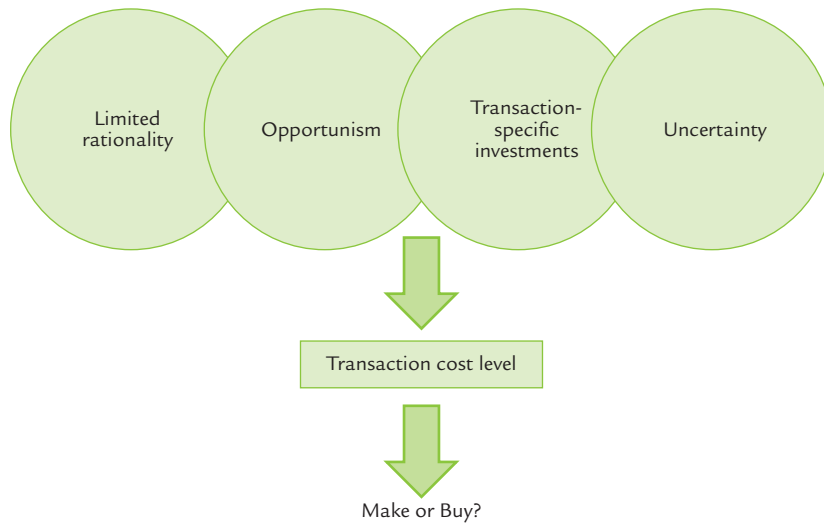 Limited
rationality
Opportunism
Transaction-
specific
investments
Uncertainty
Transaction cost level
Make or Buy?